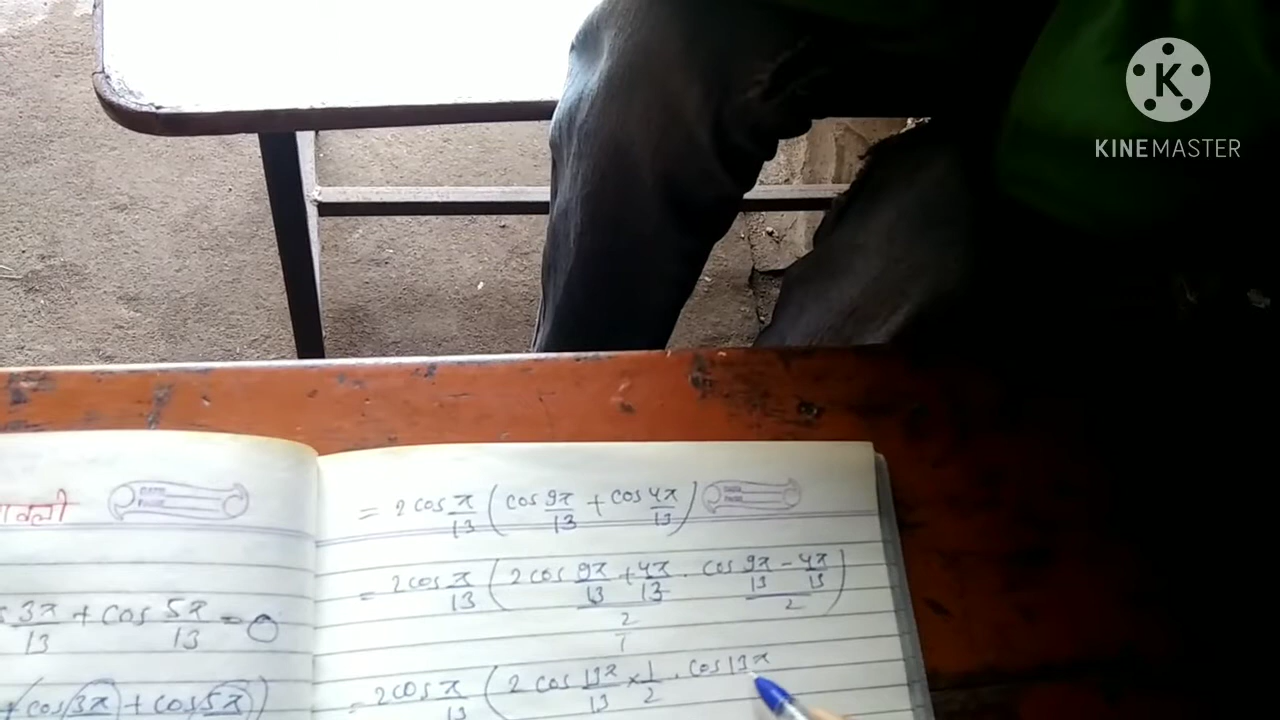 KINEMASTER
= 2 cos π/13 ( cos 9π/13 + cos 4π/13 )
= 2 cos π/13 ( 2 cos (9π/13 + 4π/13)/2 . cos (9π/13 - 4π/13)/2 )
= 2 cos π/13 ( 2 cos 13π/13 × 1/2 . cos 13π
3π/13 + cos 5π/13 = 0
cos 3π + cos 5π )